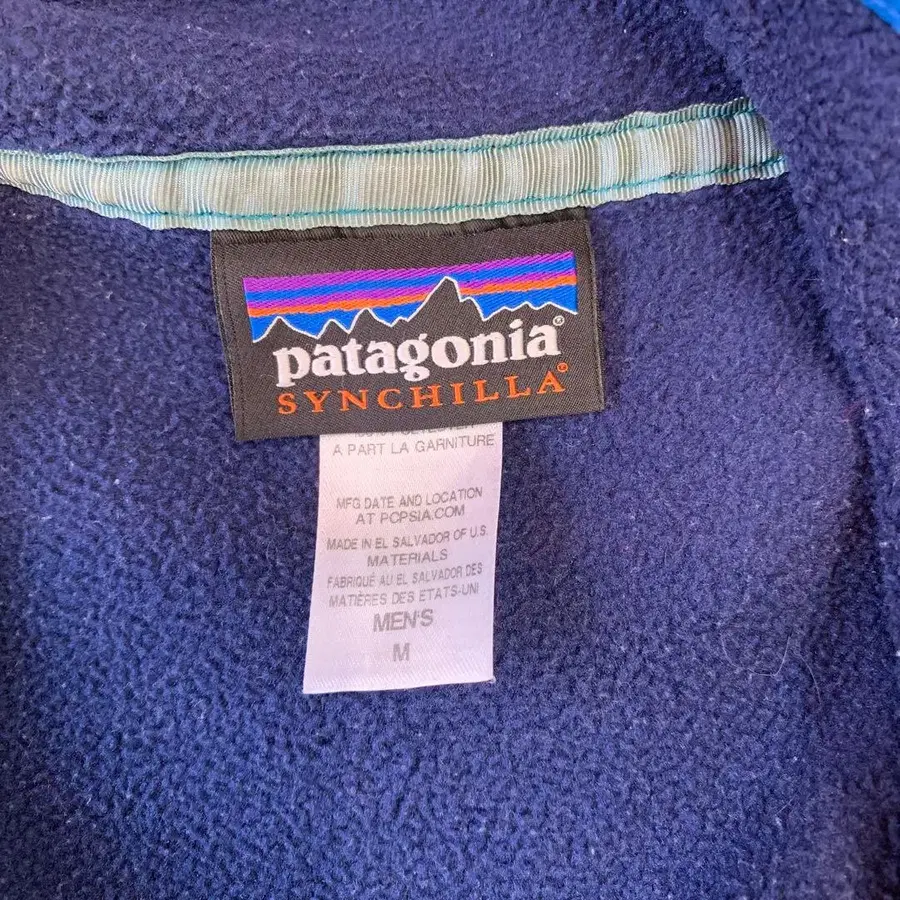 patagonia®
SYNCHILLA®
A PART LA GARNITURE
MFG DATE AND LOCATION
AT PCPSIA.COM
MADE IN EL SALVADOR OF U.S.
MATERIALS
FABRIQUÉ AU EL SALVADOR DES
MATIÈRES DES ETATS-UNI
MEN'S
M